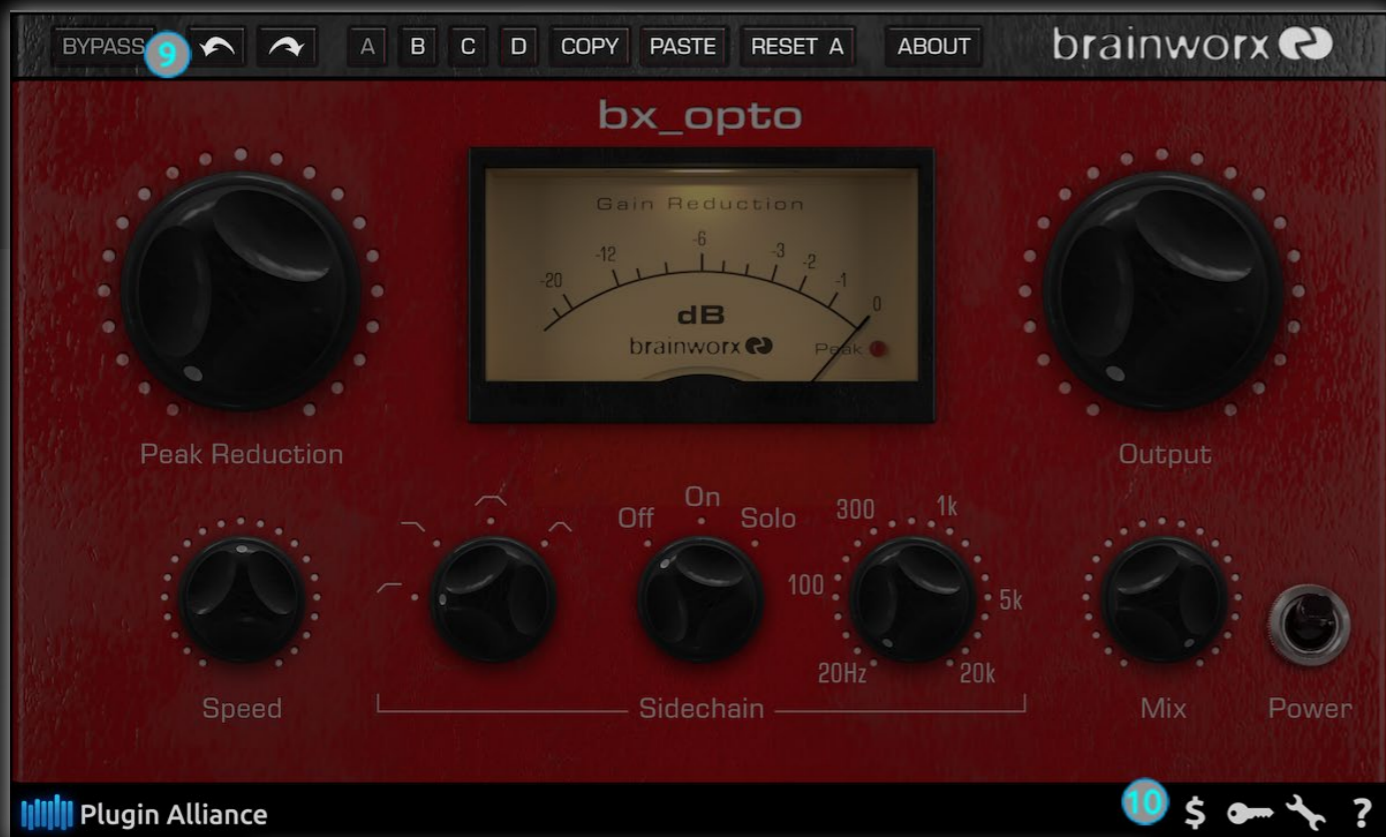 BYPASS 9 A B C D COPY PASTE RESET A ABOUT brainworx
bx_opto
Gain Reduction
-20 -12 -6 -3 -2 -1 0
dB
brainworx Peak
Peak Reduction Output
Off On Solo 300 1k
100 5k
20Hz 20k
Speed Sidechain Mix Power
Plugin Alliance 10 $ ?